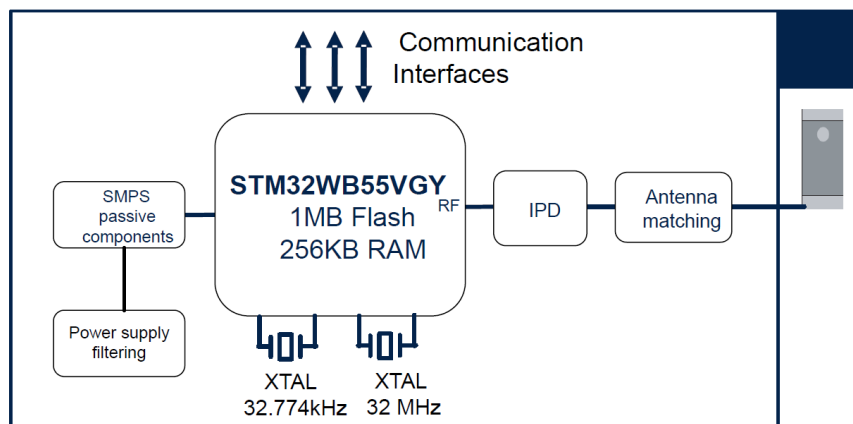 Communication
Interfaces
STM32WB55VGY
1MB Flash
256KB RAM
RF
SMPS
passive
components
Power supply
filtering
IPD
Antenna
matching
XTAL
32.774kHz
XTAL
32 MHz